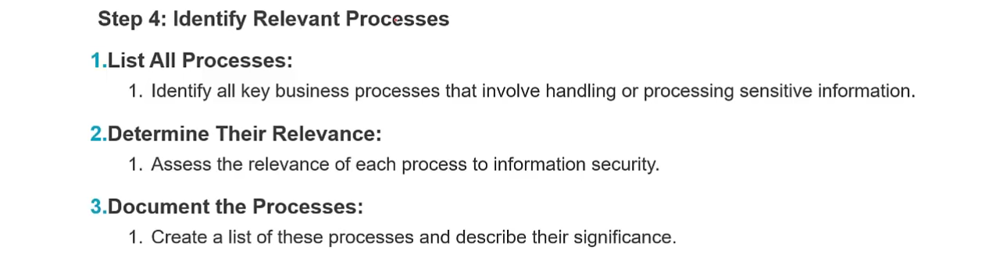 Step 4: Identify Relevant Processes
1.List All Processes:
1. Identify all key business processes that involve handling or processing sensitive information.
2.Determine Their Relevance:
1. Assess the relevance of each process to information security.
3.Document the Processes:
1. Create a list of these processes and describe their significance.